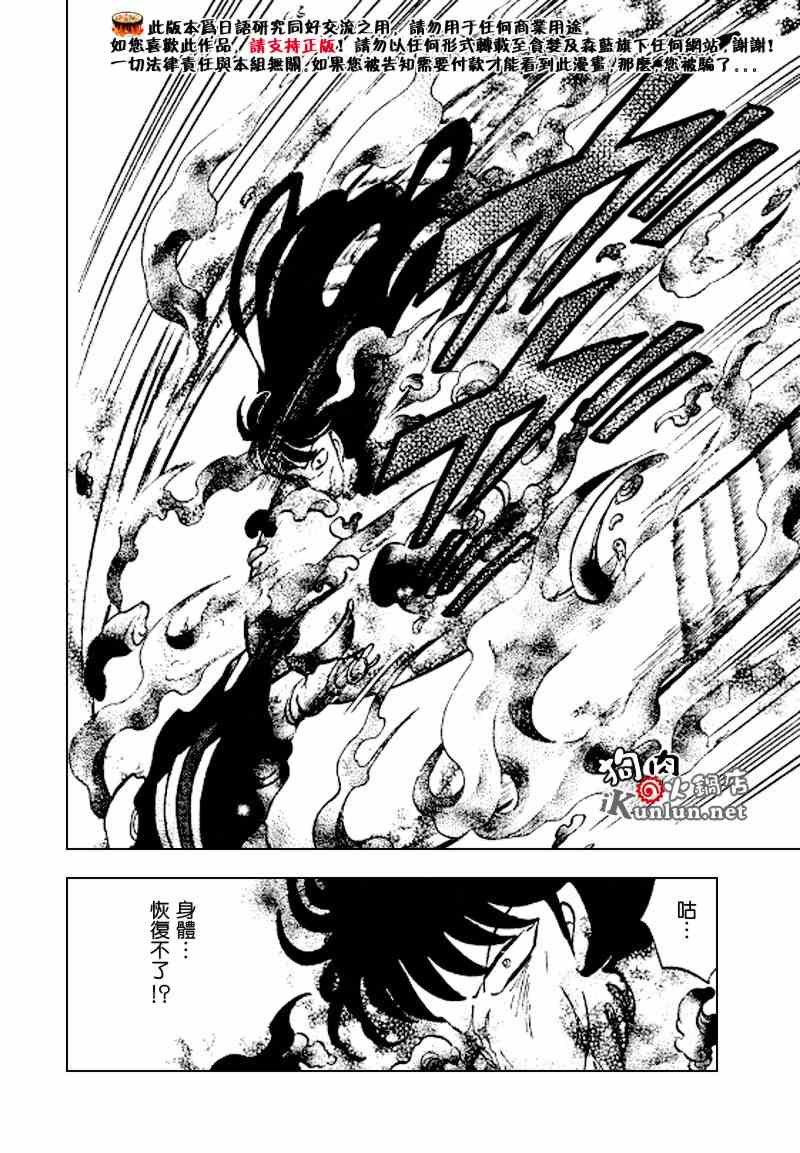 此版本爲日語研究同好交流之用, 請勿用于任何商業用途,
如您喜歡此作品, 請支持正版! 請勿以任何形式轉載至貪婪及森藍旗下任何網站, 謝謝!
一切法律責任與本組無關.如果您被告知需要付款才能看到此漫畫, 那麼, 您被騙了...
狗肉
火鍋店
iKunlun.net
咕…
身體…
恢復不了!?